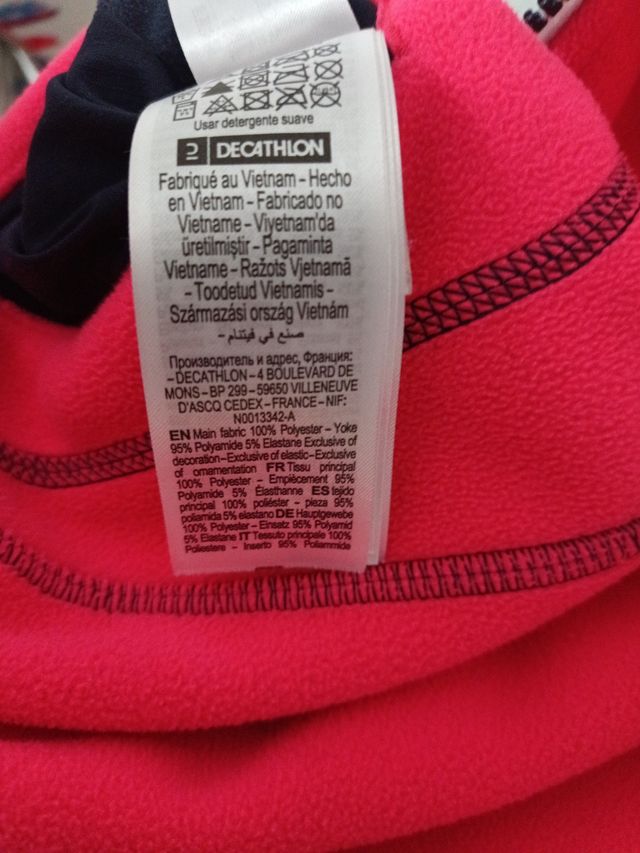 Usar detergente suave
DECATHLON
Fabriqué au Vietnam - Hecho
en Vietnam - Fabricado no
Vietname - Viyetnam'da
üretilmiştir - Pagaminta
Vietname - Ražots Vjetnamā
- Toodetud Vietnamis -
Származási ország Vietnám
صنع في فيتنام -
Производитель и адрес, Франция:
- DECATHLON - 4 BOULEVARD DE
MONS - BP 299 - 59650 VILLENEUVE
D'ASCQ CEDEX - FRANCE - NIF:
N0013342-A
EN Main fabric 100% Polyester - Yoke
95% Polyamide 5% Elastane Exclusive of
decoration - Exclusive of elastic - Exclusive
of ornamentation FR Tissu principal
100% Polyester - Empiècement 95%
Polyamide 5% Élasthanne ES tejido
principal 100% poliéster - pieza 95%
poliamida 5% elastano DE Hauptgewebe
100% Polyester - Einsatz 95% Polyamid
5% Elastane IT Tessuto principale 100%
Poliestere - Inserto 95% Poliammide